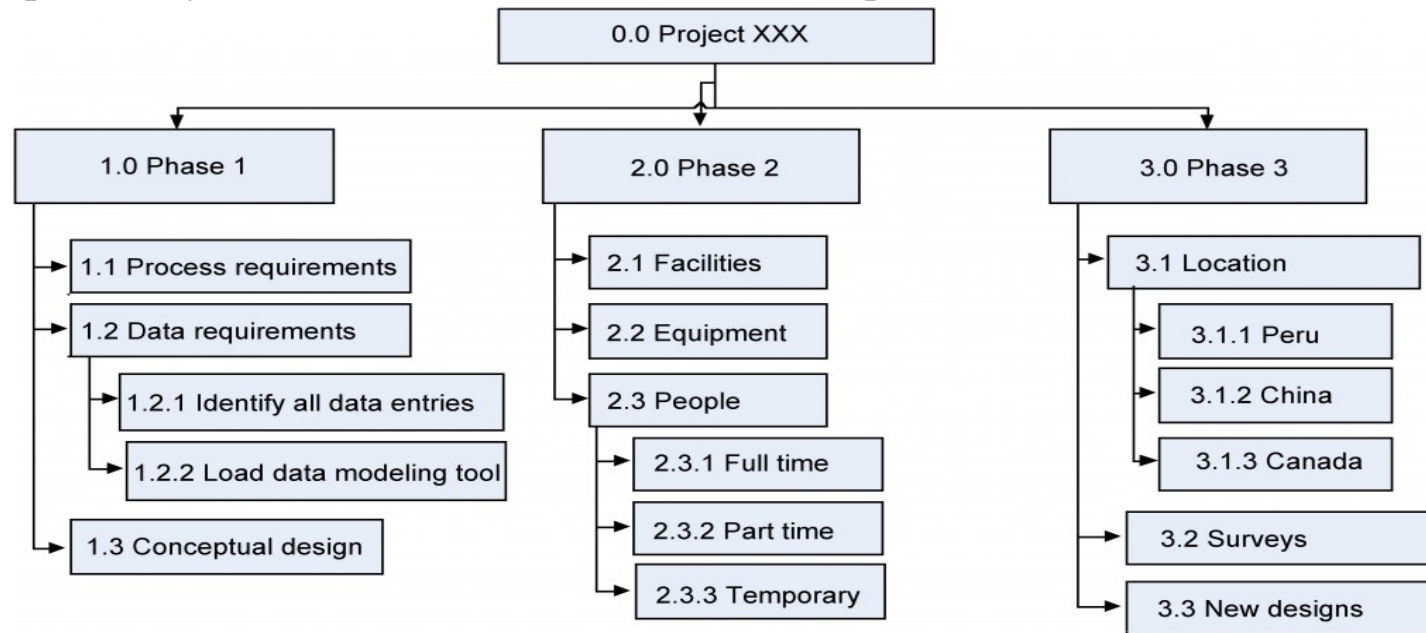 0.0 Project XXX
1.0 Phase 1
1.1 Process requirements
1.2 Data requirements
1.2.1 Identify all data entries
1.2.2 Load data modeling tool
1.3 Conceptual design
2.0 Phase 2
2.1 Facilities
2.2 Equipment
2.3 People
2.3.1 Full time
2.3.2 Part time
2.3.3 Temporary
3.0 Phase 3
3.1 Location
3.1.1 Peru
3.1.2 China
3.1.3 Canada
3.2 Surveys
3.3 New designs